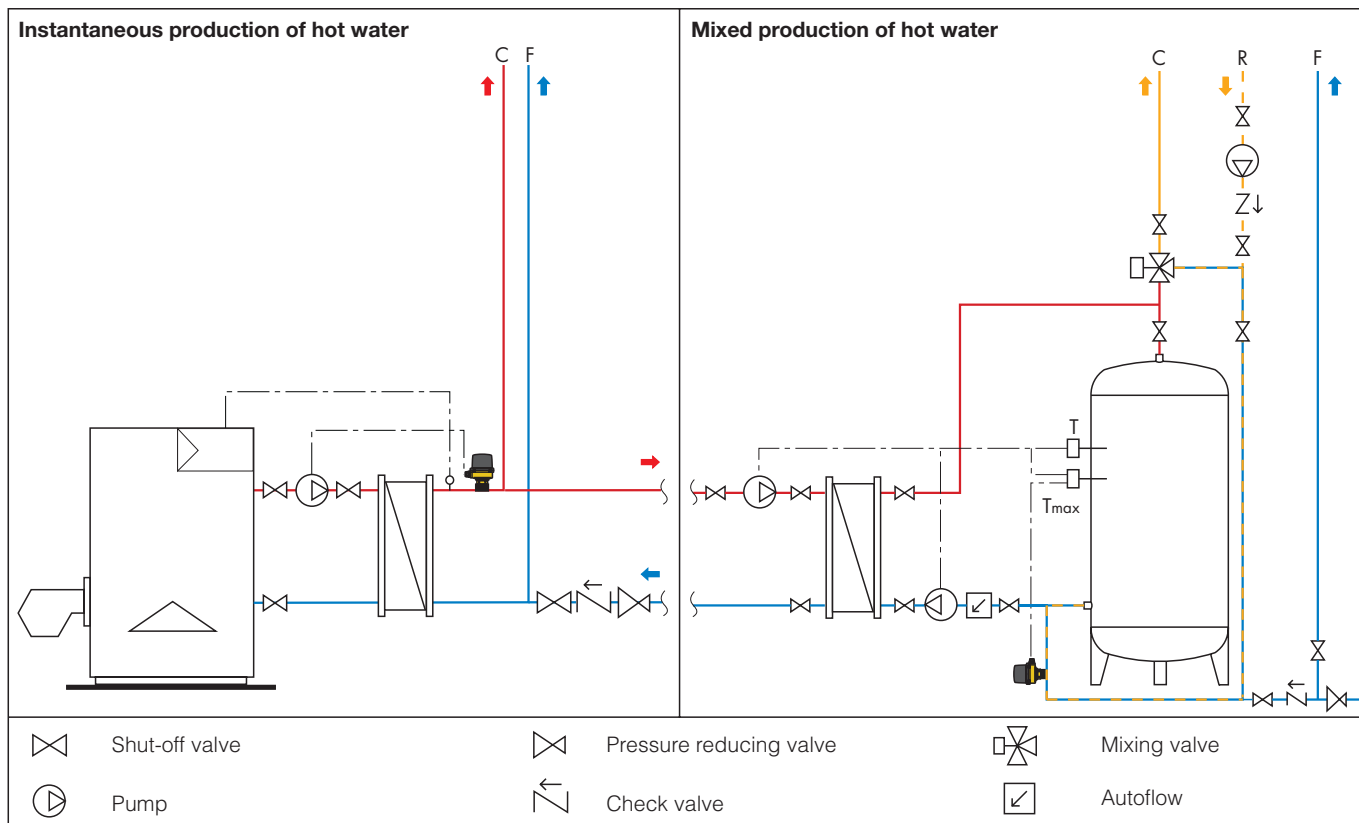 Instantaneous production of hot water
C F
Mixed production of hot water
C R F
T
Tmax
Shut-off valve
Pressure reducing valve
Mixing valve
Pump
Check valve
Autoflow